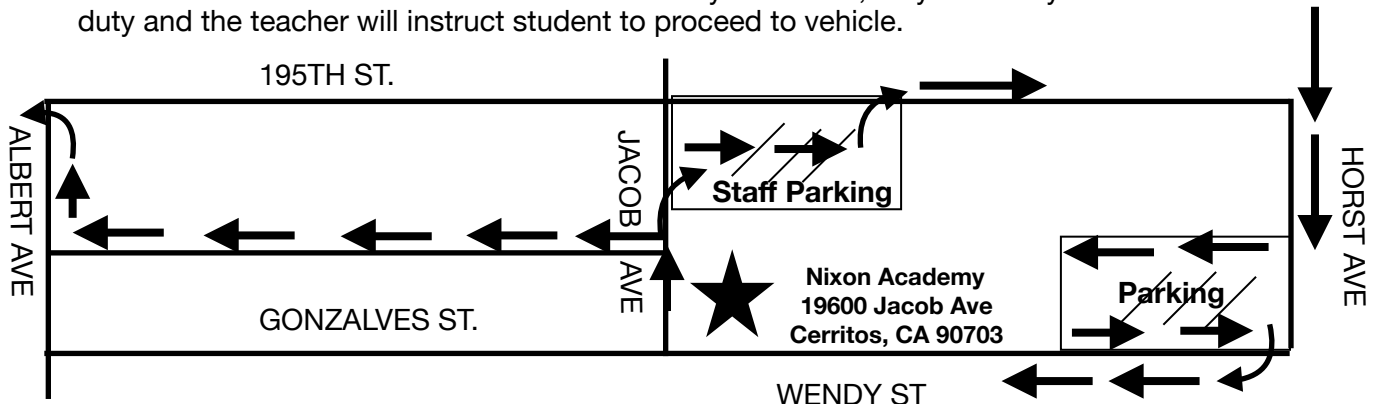 duty and the teacher will instruct student to proceed to vehicle.
195TH ST.
ALBERT AVE
JACOB AVE
Staff Parking
HORST AVE
Nixon Academy
19600 Jacob Ave
Cerritos, CA 90703
Parking
GONZALVES ST.
WENDY ST